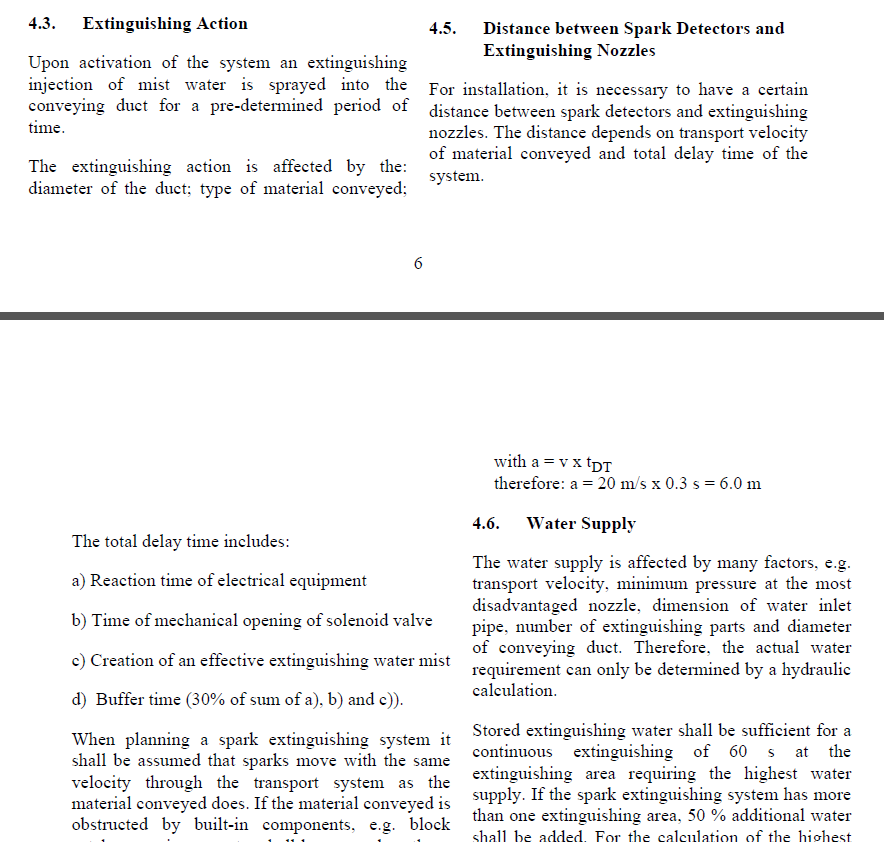 4.3. Extinguishing Action
Upon activation of the system an extinguishing
injection of mist water is sprayed into the
conveying duct for a pre-determined period of
time.
The extinguishing action is affected by the:
diameter of the duct; type of material conveyed;
4.5. Distance between Spark Detectors and
Extinguishing Nozzles
For installation, it is necessary to have a certain
distance between spark detectors and extinguishing
nozzles. The distance depends on transport velocity
of material conveyed and total delay time of the
system.
6
The total delay time includes:
a) Reaction time of electrical equipment
b) Time of mechanical opening of solenoid valve
c) Creation of an effective extinguishing water mist
d) Buffer time (30% of sum of a), b) and c)).
When planning a spark extinguishing system it
shall be assumed that sparks move with the same
velocity through the transport system as the
material conveyed does. If the material conveyed is
obstructed by built-in components, e.g. block
with a = v x tDT
therefore: a = 20 m/s x 0.3 s = 6.0 m
4.6. Water Supply
The water supply is affected by many factors, e.g.
transport velocity, minimum pressure at the most
disadvantaged nozzle, dimension of water inlet
pipe, number of extinguishing parts and diameter
of conveying duct. Therefore, the actual water
requirement can only be determined by a hydraulic
calculation.
Stored extinguishing water shall be sufficient for a
continuous extinguishing of 60 s at the
extinguishing area requiring the highest water
supply. If the spark extinguishing system has more
than one extinguishing area, 50 % additional water
shall be added. For the calculation of the highest